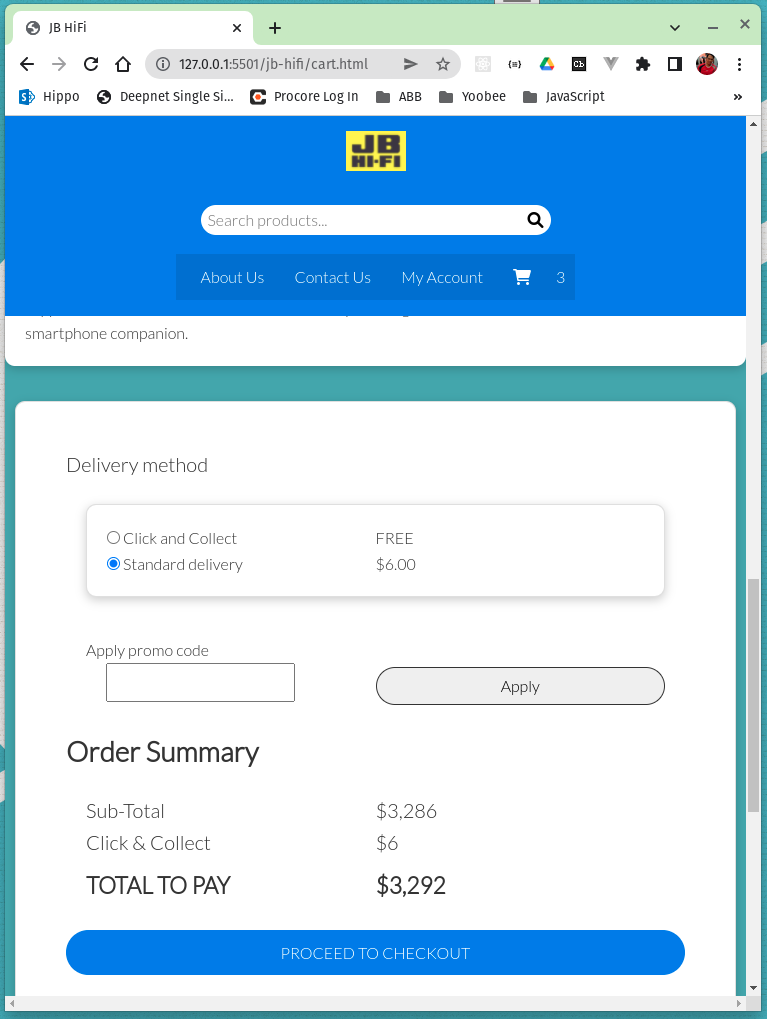 JB HiFi
127.0.0.1:5501/jb-hifi/cart.html
Hippo Deepnet Single Si... Procore Log In ABB Yoobee JavaScript »
JB
HI-FI
Search products...
About Us Contact Us My Account 3
smartphone companion.
Delivery method
Click and Collect FREE
Standard delivery $6.00
Apply promo code
Apply
Order Summary
Sub-Total $3,286
Click & Collect $6
TOTAL TO PAY $3,292
PROCEED TO CHECKOUT